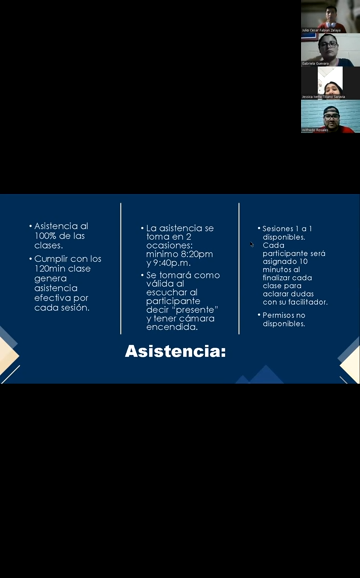 • Asistencia al
100% de las
clases.
• Cumplir con los
120min clase
genera
asistencia
efectiva por
cada sesión.
• La asistencia se
toma en 2
ocasiones:
mínimo 8:20pm
y 9:40p.m.
• Se tomará como
válida al
escuchar al
participante
decir “presente”
y tener cámara
encendida.
• Sesiones 1 a 1
disponibles.
Cada
participante será
asignado 10
minutos al
finalizar cada
clase para
aclarar dudas
con su facilitador.
• Permisos no
disponibles.
Asistencia: